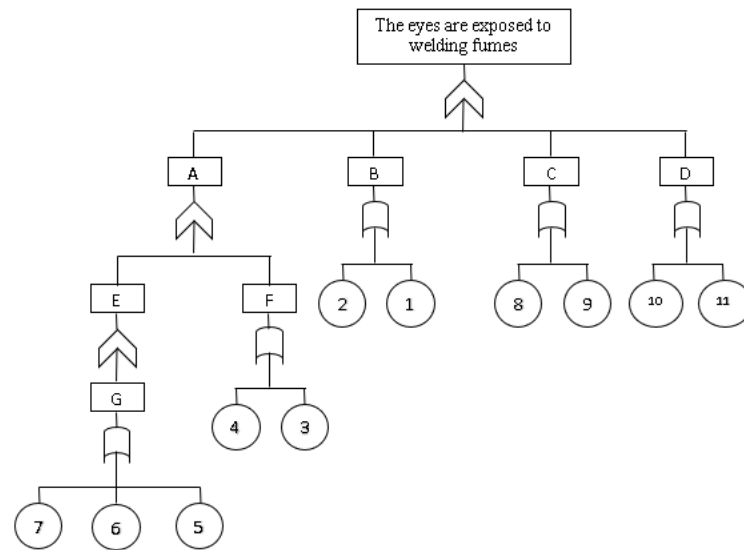 The eyes are exposed to
welding fumes
A
B
C
D
E
F
2
1
8
9
10
11
G
4
3
7
6
5